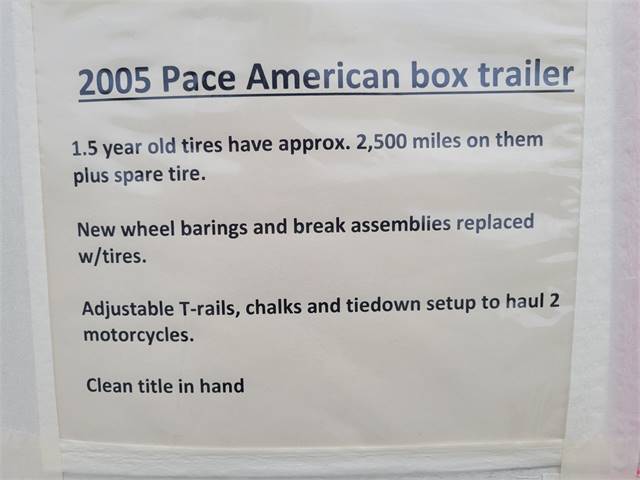 2005 Pace American box trailer
1.5 year old tires have approx. 2,500 miles on them
plus spare tire.
New wheel barings and break assemblies replaced
w/tires.
Adjustable T-rails, chalks and tiedown setup to haul 2
motorcycles.
Clean title in hand